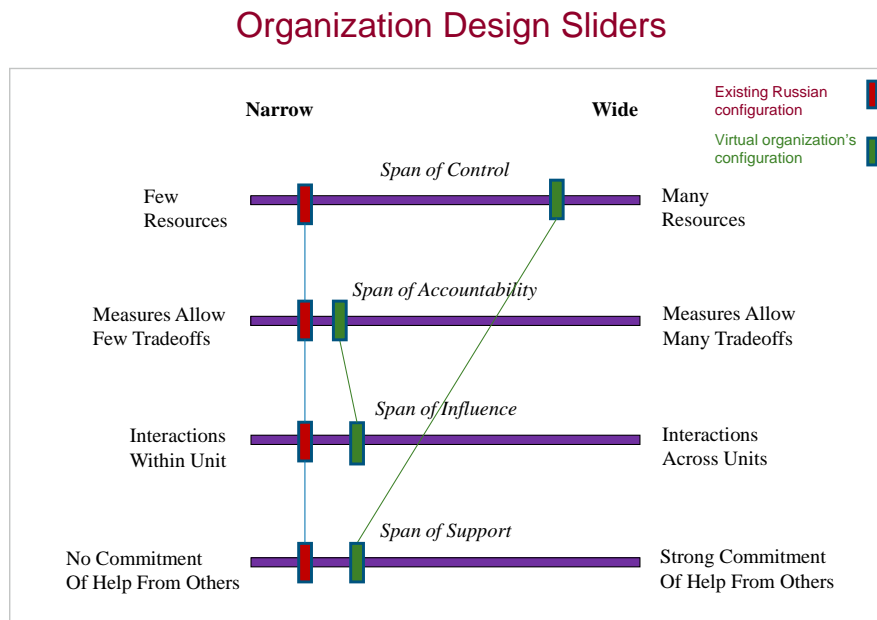 Organization Design Sliders
Narrow
Wide
Existing Russian
configuration
Virtual organization's
configuration
Span of Control
Few
Resources
Many
Resources
Span of Accountability
Measures Allow
Few Tradeoffs
Measures Allow
Many Tradeoffs
Span of Influence
Interactions
Within Unit
Interactions
Across Units
Span of Support
No Commitment
Of Help From Others
Strong Commitment
Of Help From Others